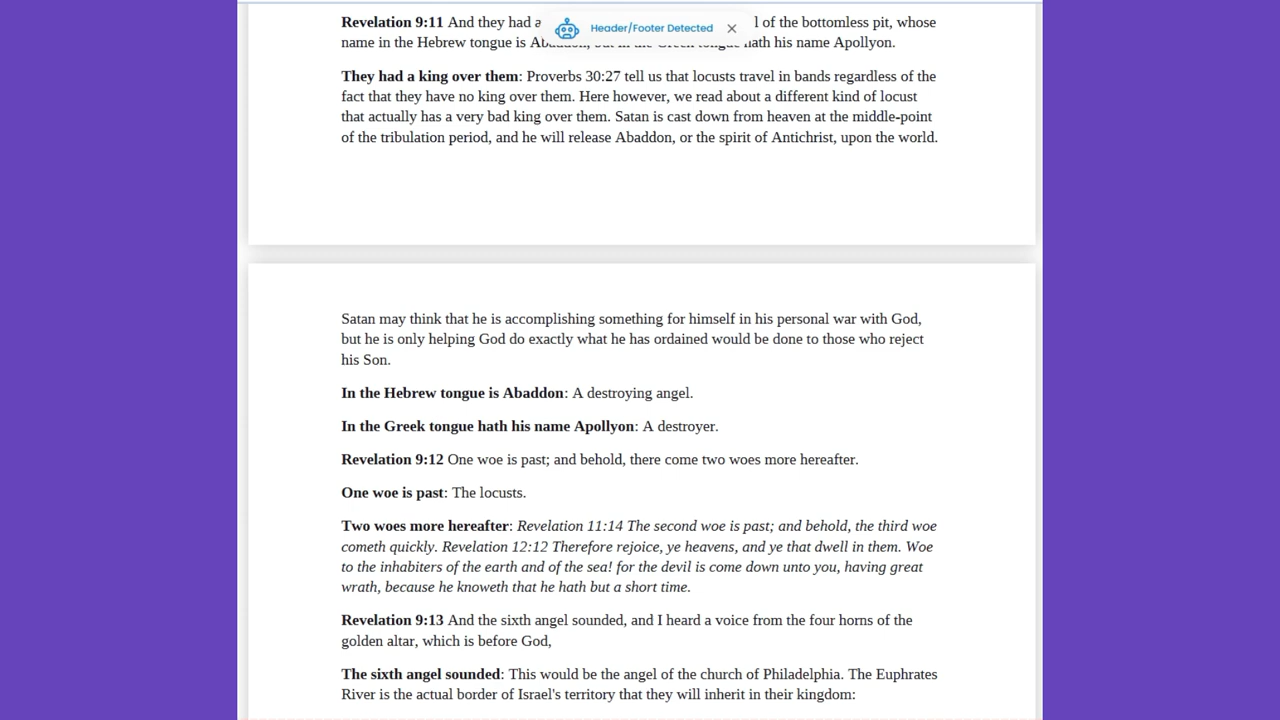 Revelation 9:11 And they had a l of the bottomless pit, whose
Header/Footer Detected
name in the Hebrew tongue is Abaddon, but in the Greek tongue hath his name Apollyon.
They had a king over them: Proverbs 30:27 tell us that locusts travel in bands regardless of the
fact that they have no king over them. Here however, we read about a different kind of locust
that actually has a very bad king over them. Satan is cast down from heaven at the middle-point
of the tribulation period, and he will release Abaddon, or the spirit of Antichrist, upon the world.
Satan may think that he is accomplishing something for himself in his personal war with God,
but he is only helping God do exactly what he has ordained would be done to those who reject
his Son.
In the Hebrew tongue is Abaddon: A destroying angel.
In the Greek tongue hath his name Apollyon: A destroyer.
Revelation 9:12 One woe is past; and behold, there come two woes more hereafter.
One woe is past: The locusts.
Two woes more hereafter: Revelation 11:14 The second woe is past; and behold, the third woe
cometh quickly. Revelation 12:12 Therefore rejoice, ye heavens, and ye that dwell in them. Woe
to the inhabiters of the earth and of the sea! for the devil is come down unto you, having great
wrath, because he knoweth that he hath but a short time.
Revelation 9:13 And the sixth angel sounded, and I heard a voice from the four horns of the
golden altar, which is before God,
The sixth angel sounded: This would be the angel of the church of Philadelphia. The Euphrates
River is the actual border of Israel's territory that they will inherit in their kingdom: